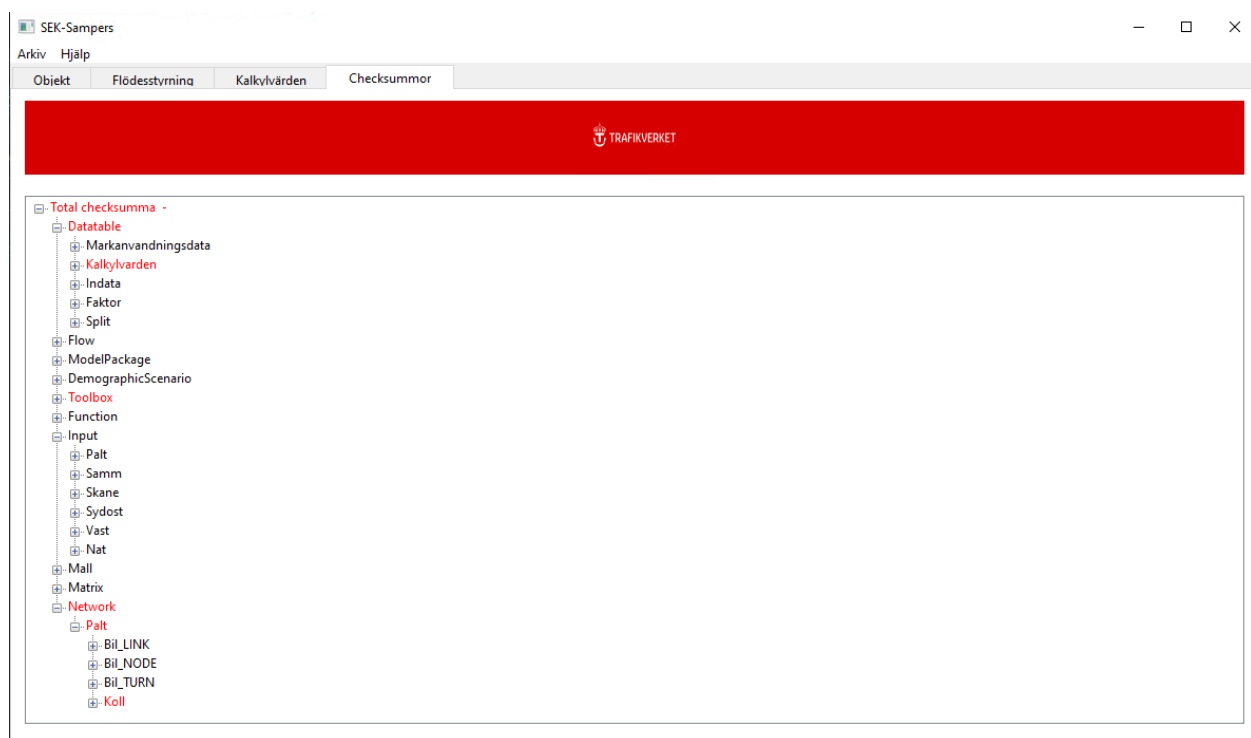 SEK-Sampers
Arkiv Hjälp
Objekt Flödesstyrning Kalkylvärden Checksummor
TRAFIKVERKET
Total checksumma -
Datatable
Markanvandningsdata
Kalkylvarden
Indata
Faktor
Split
Flow
ModelPackage
DemographicScenario
Toolbox
Function
Input
Palt
Samm
Skane
Sydost
Vast
Nat
Mall
Matrix
Network
Palt
Bil_LINK
Bil_NODE
Bil_TURN
Koll